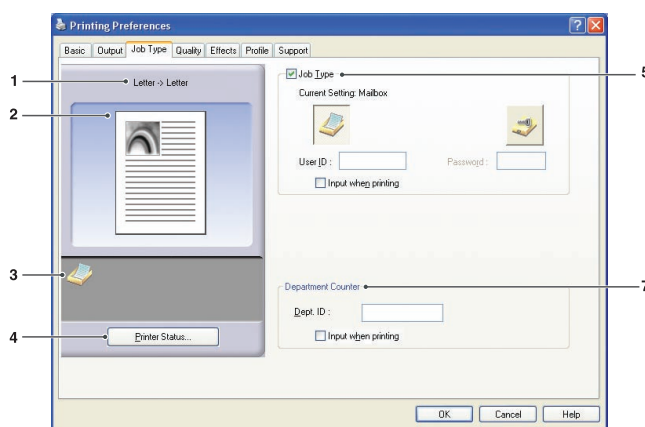 Printing Preferences
Basic Output Job Type Quality Effects Profile Support
1
Letter -> Letter
2
3
4
Printer Status...
Job Type
5
Current Setting: Mailbox
User ID :
Password :
Input when printing
Department Counter
7
Dept. ID :
Input when printing
OK Cancel Help